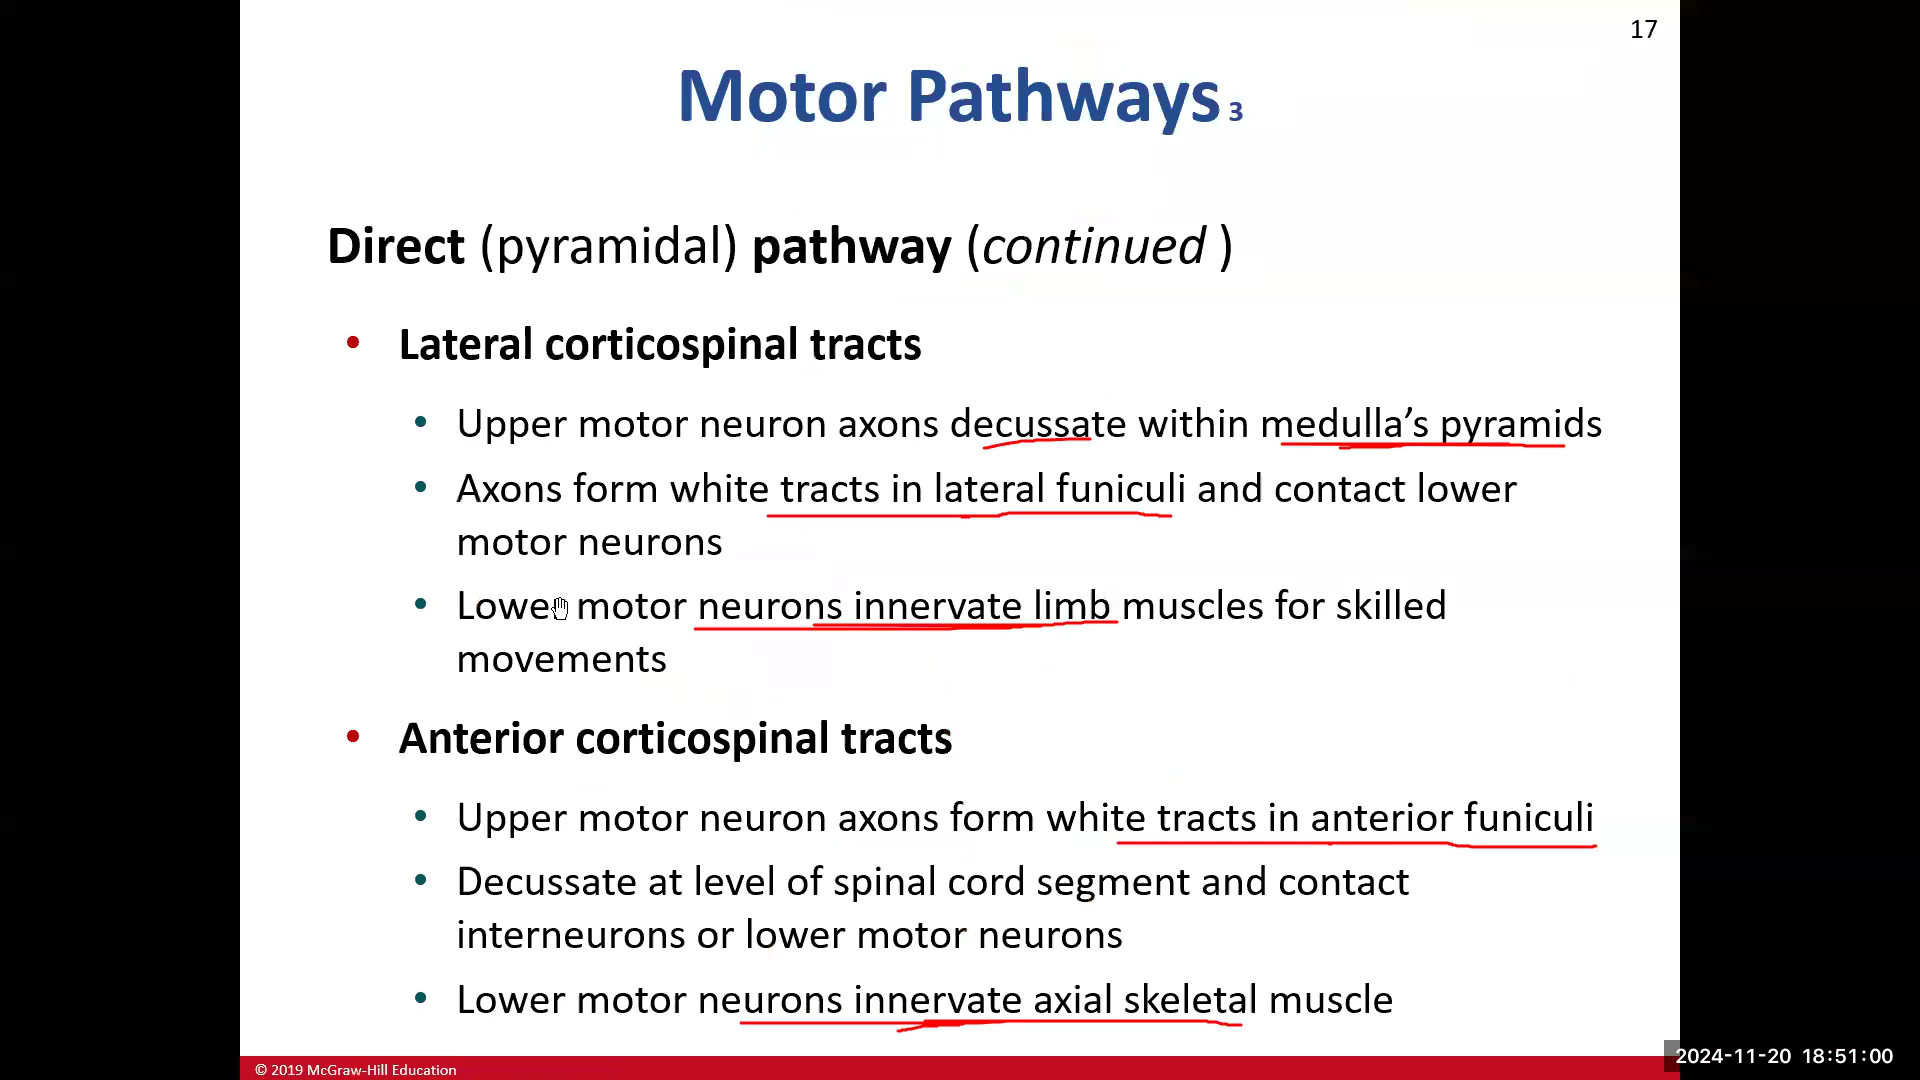 17
Motor Pathways 3
Direct (pyramidal) pathway (continued )
• Lateral corticospinal tracts
• Upper motor neuron axons decussate within medulla’s pyramids
• Axons form white tracts in lateral funiculi and contact lower
motor neurons
• Lower motor neurons innervate limb muscles for skilled
movements
• Anterior corticospinal tracts
• Upper motor neuron axons form white tracts in anterior funiculi
• Decussate at level of spinal cord segment and contact
interneurons or lower motor neurons
• Lower motor neurons innervate axial skeletal muscle
© 2019 McGraw-Hill Education
2024-11-20 18:51:00